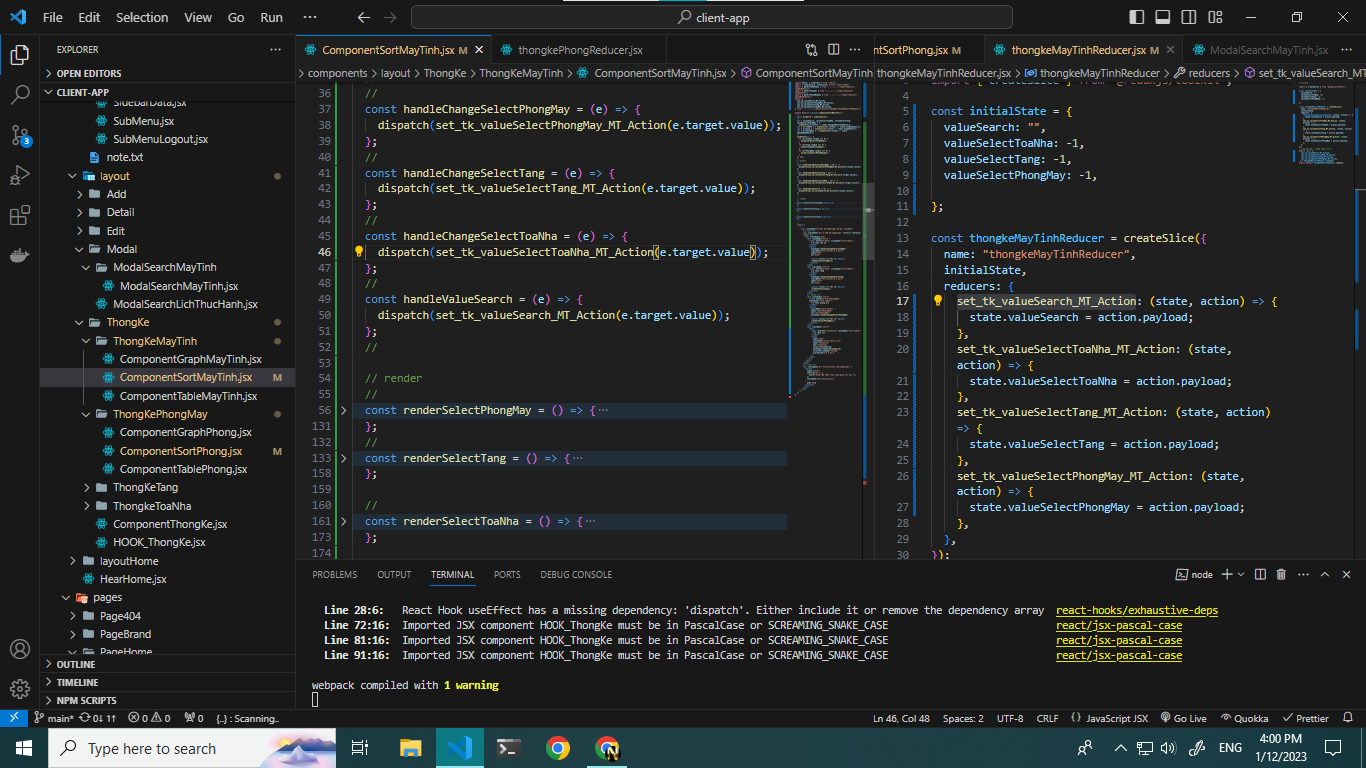 File Edit Selection View Go Run ··· client-app
EXPLORER
OPEN EDITORS
CLIENT-APP
SidebarData.jsx
SubMenu.jsx
SubMenuLogout.jsx
note.txt
layout
Add
Detail
Edit
Modal
ModalSearchMayTinh
ModalSearchMayTinh.jsx
ModalSearchLichThucHanh.jsx
ThongKe
ThongKeMayTinh
ComponentGraphMayTinh.jsx
ComponentSortMayTinh.jsx M
ComponentTableMayTinh.jsx
ThongKePhongMay
ComponentGraphPhong.jsx
ComponentSortPhong.jsx M
ComponentTablePhong.jsx
ThongKeTang
ThongkeToaNha
ComponentThongKe.jsx
HOOK_ThongKe.jsx
layoutHome
HearHome.jsx
pages
Page404
PageBrand
PageHome
OUTLINE
TIMELINE
NPM SCRIPTS
ComponentSortMayTinh.jsx M
thongkePhongReducer.jsx
components > layout > ThongKe > ThongKeMayTinh > ComponentSortMayTinh.jsx > ComponentSortMayTinh
36 //
37 const handleChangeSelectPhongMay = (e) => {
38 dispatch(set_tk_valueSelectPhongMay_MT_Action(e.target.value));
39 };
40 //
41 const handleChangeSelectTang = (e) => {
42 dispatch(set_tk_valueSelectTang_MT_Action(e.target.value));
43 };
44 //
45 const handleChangeSelectToaNha = (e) => {
46 dispatch(set_tk_valueSelectToaNha_MT_Action(e.target.value));
47 };
48 //
49 const handleValueSearch = (e) => {
50 dispatch(set_tk_valueSearch_MT_Action(e.target.value));
51 };
52 //
53
54 // render
55 //
56 const renderSelectPhongMay = () => {···
131 };
132 //
133 const renderSelectTang = () => {···
158 };
159
160 //
161 const renderSelectToaNha = () => {···
173 };
174
ntSortPhong.jsx M
thongkeMayTinhReducer.jsx M
ModalSearchMayTinh.jsx
thongkeMayTinhReducer.jsx > thongkeMayTinhReducer > reducers > set_tk_valueSearch_MT
4
5 const initialState = {
6 valueSearch: "",
7 valueSelectToaNha: -1,
8 valueSelectTang: -1,
9 valueSelectPhongMay: -1,
10
11 };
12
13 const thongkeMayTinhReducer = createSlice({
14 name: "thongkeMayTinhReducer",
15 initialState,
16 reducers: {
17 set_tk_valueSearch_MT_Action: (state, action) => {
18 state.valueSearch = action.payload;
19 },
20 set_tk_valueSelectToaNha_MT_Action: (state,
action) => {
21 state.valueSelectToaNha = action.payload;
22 },
23 set_tk_valueSelectTang_MT_Action: (state, action)
=> {
24 state.valueSelectTang = action.payload;
25 },
26 set_tk_valueSelectPhongMay_MT_Action: (state,
action) => {
27 state.valueSelectPhongMay = action.payload;
28 },
29 },
30 });
PROBLEMS OUTPUT TERMINAL PORTS DEBUG CONSOLE
node
Line 28:6: React Hook useEffect has a missing dependency: 'dispatch'. Either include it or remove the dependency array react-hooks/exhaustive-deps
Line 72:16: Imported JSX component HOOK_ThongKe must be in PascalCase or SCREAMING_SNAKE_CASE react/jsx-pascal-case
Line 81:16: Imported JSX component HOOK_ThongKe must be in PascalCase or SCREAMING_SNAKE_CASE react/jsx-pascal-case
Line 91:16: Imported JSX component HOOK_ThongKe must be in PascalCase or SCREAMING_SNAKE_CASE react/jsx-pascal-case
webpack compiled with 1 warning
3
main* 0↓ 1↑ 0 0 0 {..} : Scanning.. Ln 46, Col 48 Spaces: 2 UTF-8 CRLF JavaScript JSX Go Live Quokka Prettier
Type here to search
ENG
4:00 PM
1/12/2023